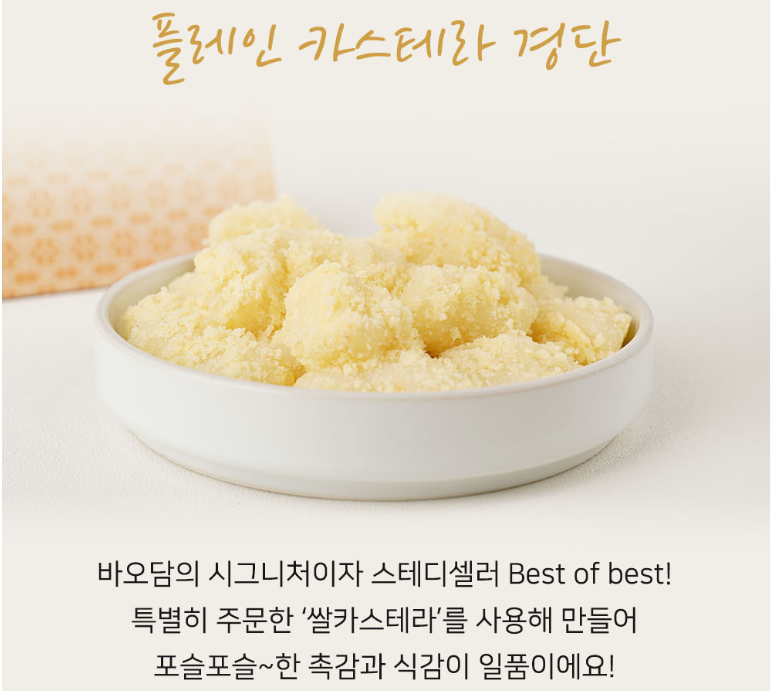 플레인 카스테라 경단
바오담의 시그니처이자 스테디셀러 Best of best!
특별히 주문한 ‘쌀카스테라’를 사용해 만들어
포슬포슬~한 촉감과 식감이 일품이에요!